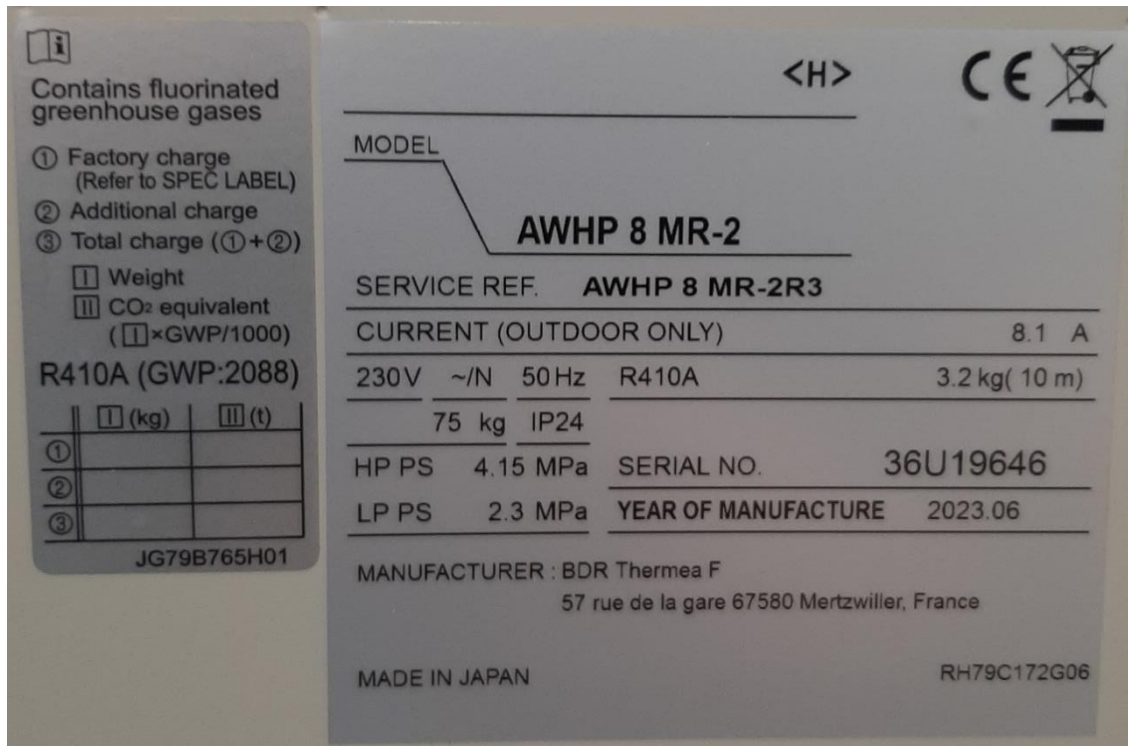 i
Contains fluorinated
greenhouse gases
① Factory charge
(Refer to SPEC LABEL)
② Additional charge
③ Total charge (①+②)
I Weight
II CO₂ equivalent
( I ×GWP/1000)
R410A (GWP:2088)
I (kg) II (t)
①
②
③
JG79B765H01
<H> CE
MODEL
AWHP 8 MR-2
SERVICE REF. AWHP 8 MR-2R3
CURRENT (OUTDOOR ONLY) 8.1 A
230V ~/N 50Hz R410A 3.2 kg( 10 m)
75 kg IP24
HP PS 4.15 MPa SERIAL NO. 36U19646
LP PS 2.3 MPa YEAR OF MANUFACTURE 2023.06
MANUFACTURER : BDR Thermea F
57 rue de la gare 67580 Mertzwiller, France
MADE IN JAPAN RH79C172G06